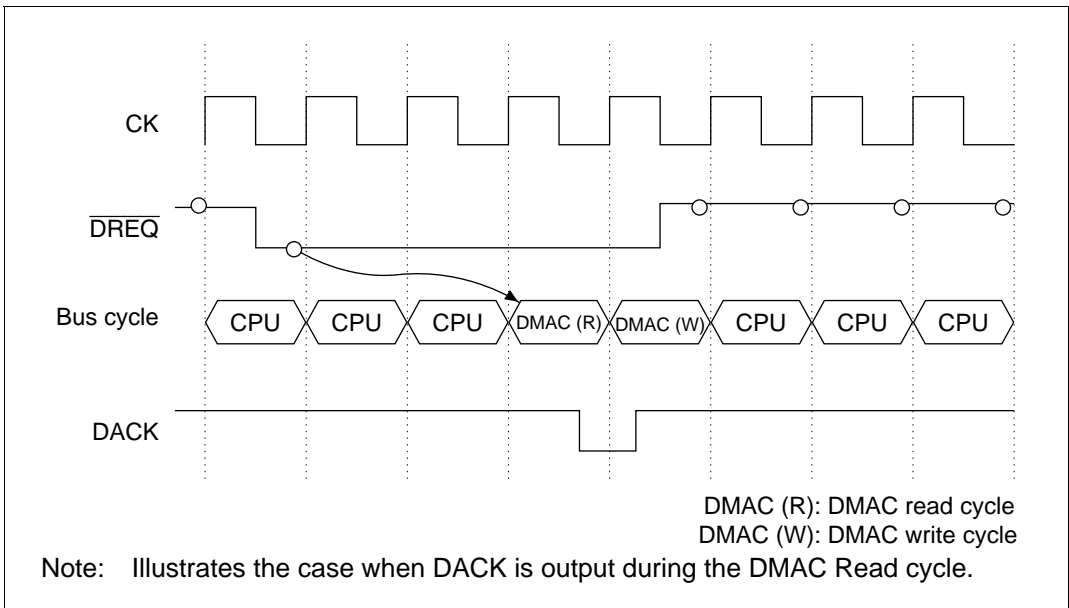 CK
DREQ
Bus cycle CPU CPU CPU DMAC (R) DMAC (W) CPU CPU CPU
DACK
DMAC (R): DMAC read cycle
DMAC (W): DMAC write cycle
Note: Illustrates the case when DACK is output during the DMAC Read cycle.